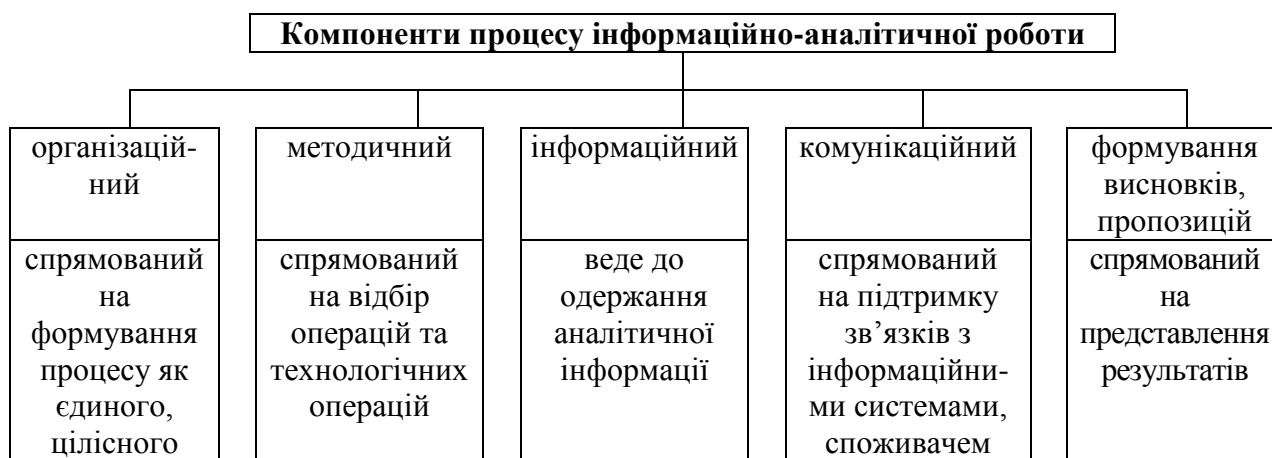 Компоненти процесу інформаційно-аналітичної роботи
організацій-
ний
методичний
інформаційний
комунікаційний
формування
висновків,
пропозицій
спрямований
на
формування
процесу як
єдиного,
цілісного
спрямований
на відбір
операцій та
технологічних
операцій
веде до
одержання
аналітичної
інформації
спрямований
на підтримку
зв’язків з
інформаційни-
ми системами,
споживачем
спрямований
на
представлення
результатів